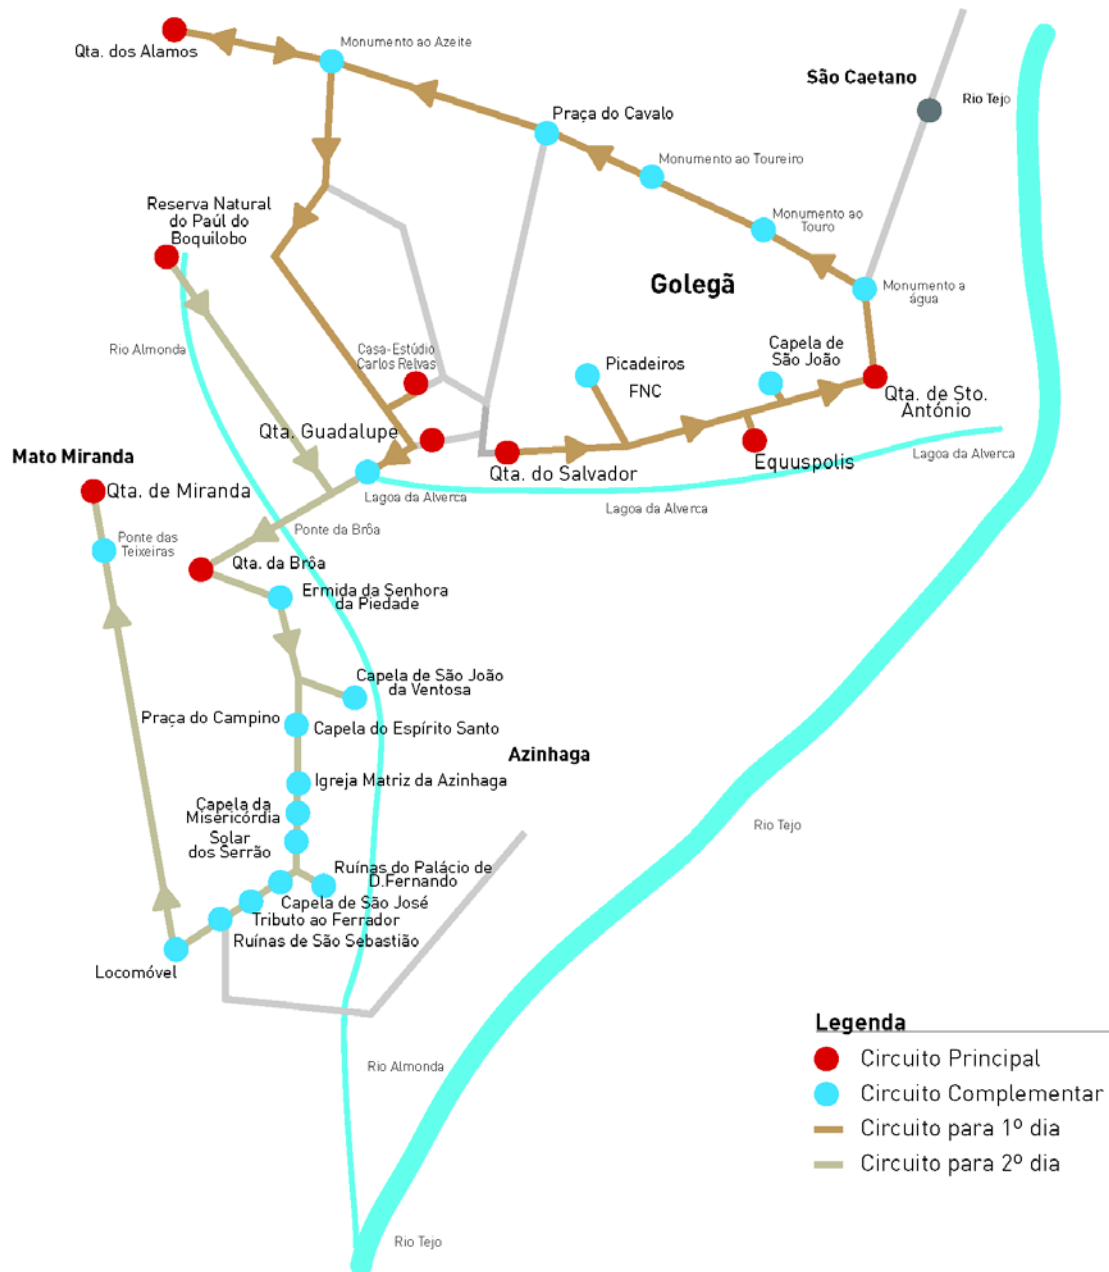 Monumento ao Azeite
Qta. dos Alamos
São Caetano
Rio Tejo
Praça do Cavalo
Monumento ao Toureiro
Reserva Natural
do Paúl do
Boquilobo
Monumento ao
Touro
Golegã
Monumento a
água
Rio Almonda
Casa-Estúdio
Carlos Relvas
Picadeiros
FNC
Capela de
São João
Qta. de Sto.
António
Qta. Guadalupe
Mato Miranda
Qta. do Salvador
Equuspolis
Lagoa da Alverca
Qta. de Miranda
Lagoa da Alverca
Lagoa da Alverca
Ponte das
Teixeiras
Ponte da Brôa
Qta. da Brôa
Ermida da Senhora
da Piedade
Capela de São João
da Ventosa
Praça do Campino
Capela do Espírito Santo
Azinhaga
Igreja Matriz da Azinhaga
Capela da
Misericórdia
Solar
dos Serrão
Rio Tejo
Ruínas do Palácio de
D.Fernando
Capela de São José
Tributo ao Ferrador
Ruínas de São Sebastião
Locomóvel
Rio Almonda
Rio Tejo
Legenda
Circuito Principal
Circuito Complementar
Circuito para 1º dia
Circuito para 2º dia